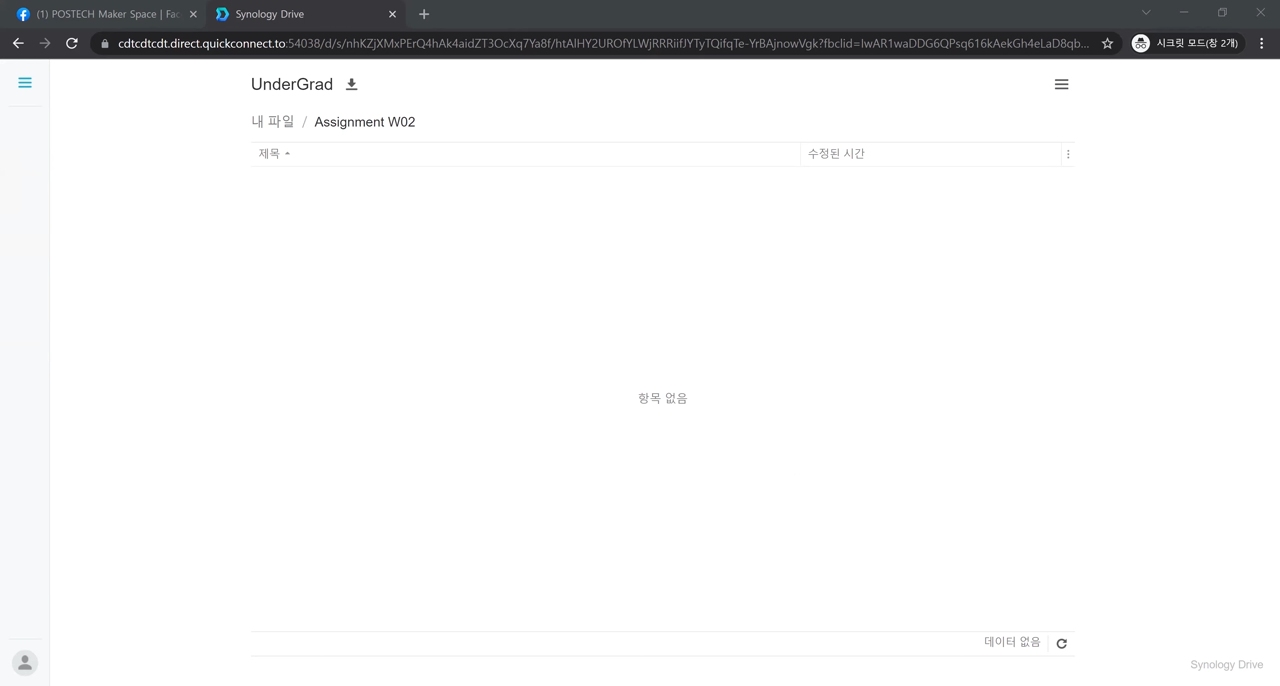 (1) POSTECH Maker Space | Fac
Synology Drive
cdtcdtcdt.direct.quickconnect.to:54038/d/s/nhKZjXMxPErQ4hAk4aidZT3OcXq7Ya8f/htAlHY2UROfYLWjRRRiifJYTyTQifqTe-YrBAjnowVgk?fbclid=IwAR1waDDG6QPsq616kAekGh4eLaD8qb...
시크릿 모드(창 2개)
UnderGrad
내 파일 / Assignment W02
제목
수정된 시간
항목 없음
데이터 없음
Synology Drive